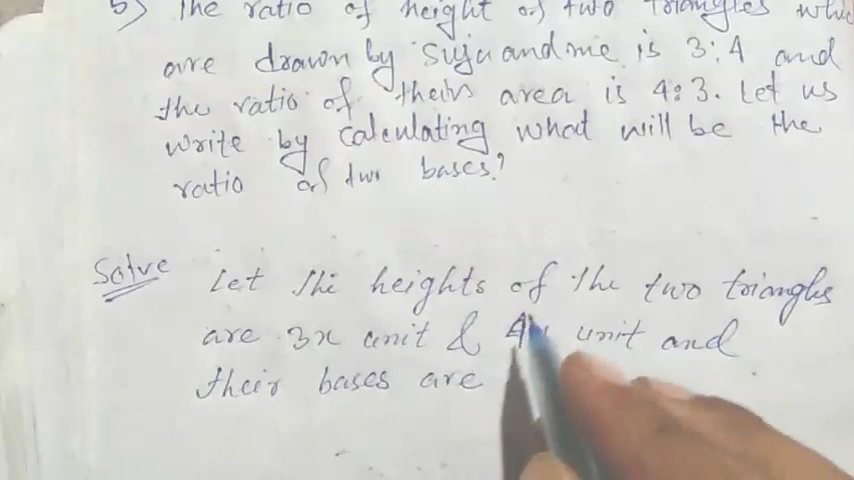 5) The ratio of height of two triangles which
are drawn by Suju and me is 3:4 and
the ratio of their area is 4:3. Let us
write by calculating what will be the
ratio of two bases?
Solve Let the heights of the two triangles
are 3x unit & 4x unit and
their bases are